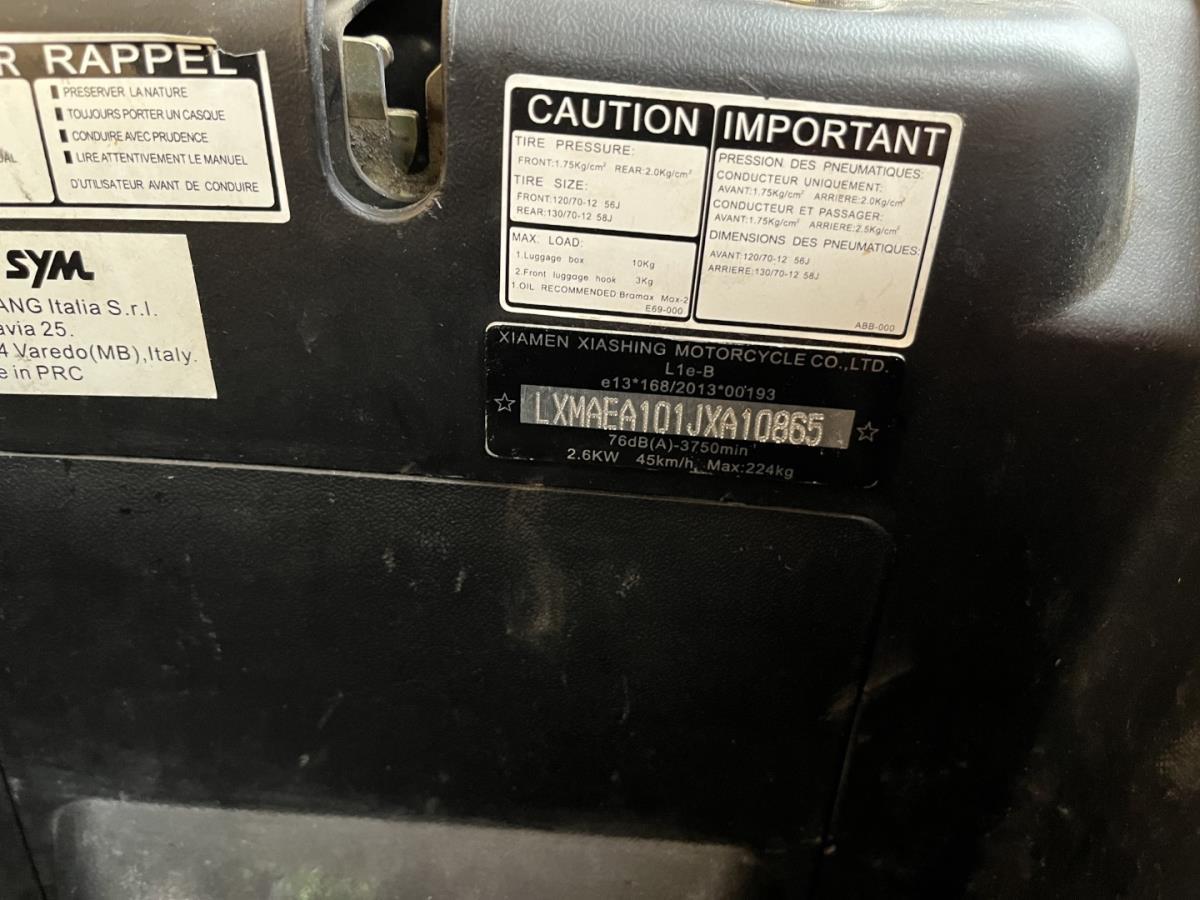 R RAPPEL
PRESERVER LA NATURE
TOUJOURS PORTER UN CASQUE
CONDUIRE AVEC PRUDENCE
LIRE ATTENTIVEMENT LE MANUEL
D'UTILISATEUR AVANT DE CONDUIRE
UAL
SYM
ANG Italia S.r.l.
avia 25.
4 Varedo(MB),Italy.
e in PRC
CAUTION
TIRE PRESSURE:
FRONT:1.75Kg/cm² REAR:2.0Kg/cm²
TIRE SIZE:
FRONT:120/70-12 56J
REAR:130/70-12 58J
MAX. LOAD:
1.Luggage box 10Kg
2.Front luggage hook 3Kg
1.OIL RECOMMENDED:Bramax Max-2
E69-000
IMPORTANT
PRESSION DES PNEUMATIQUES:
CONDUCTEUR UNIQUEMENT:
AVANT:1.75Kg/cm² ARRIERE:2.0Kg/cm²
CONDUCTEUR ET PASSAGER:
AVANT:1.75Kg/cm² ARRIERE:2.5Kg/cm²
DIMENSIONS DES PNEUMATIQUES:
AVANT:120/70-12 56J
ARRIERE:130/70-12 58J
ABB-000
XIAMEN XIASHING MOTORCYCLE CO.,LTD.
L1e-B
e13*168/2013*00193
☆ LXMAEA101JXA10865 ☆
76dB(A)-3750min
2.6KW 45km/h Max:224kg